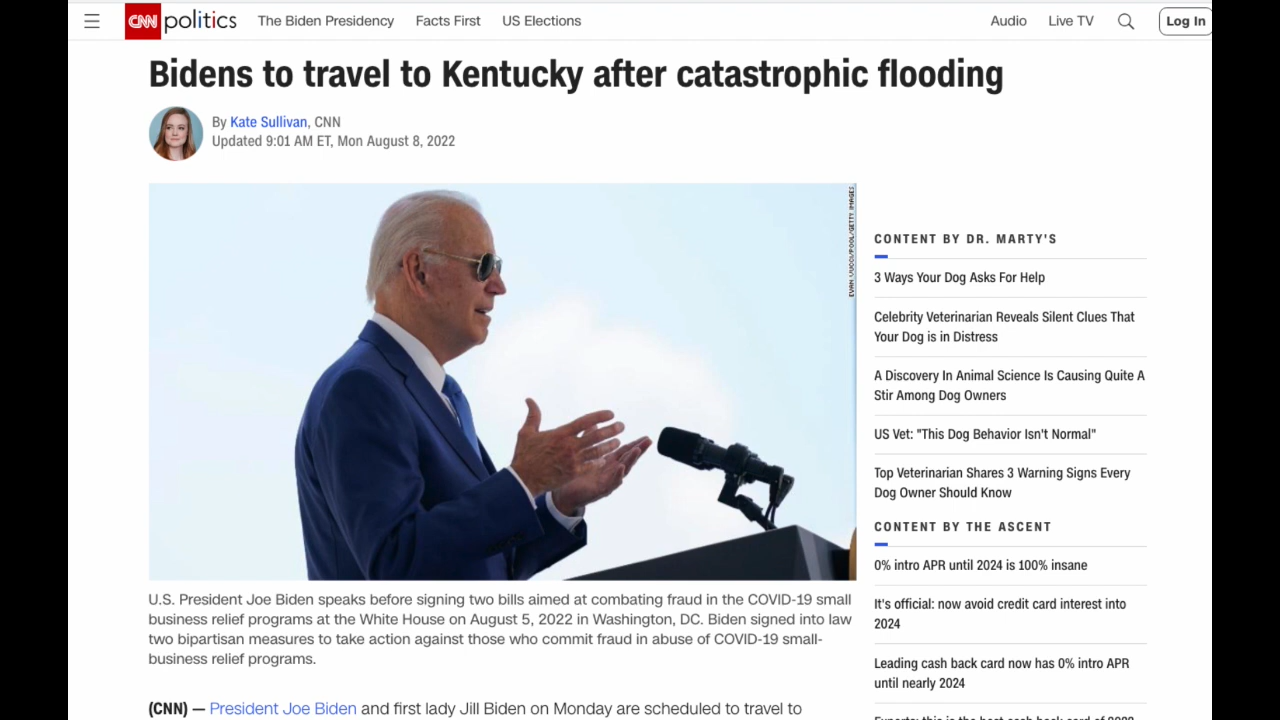 CNN politics The Biden Presidency Facts First US Elections Audio Live TV Log In
Bidens to travel to Kentucky after catastrophic flooding
By Kate Sullivan, CNN
Updated 9:01 AM ET, Mon August 8, 2022
EVAN VUCCI/POOL/GETTY IMAGES
U.S. President Joe Biden speaks before signing two bills aimed at combating fraud in the COVID-19 small
business relief programs at the White House on August 5, 2022 in Washington, DC. Biden signed into law
two bipartisan measures to take action against those who commit fraud in abuse of COVID-19 small-
business relief programs.
(CNN) — President Joe Biden and first lady Jill Biden on Monday are scheduled to travel to
CONTENT BY DR. MARTY'S
3 Ways Your Dog Asks For Help
Celebrity Veterinarian Reveals Silent Clues That
Your Dog is in Distress
A Discovery In Animal Science Is Causing Quite A
Stir Among Dog Owners
US Vet: "This Dog Behavior Isn't Normal"
Top Veterinarian Shares 3 Warning Signs Every
Dog Owner Should Know
CONTENT BY THE ASCENT
0% intro APR until 2024 is 100% insane
It's official: now avoid credit card interest into
2024
Leading cash back card now has 0% intro APR
until nearly 2024